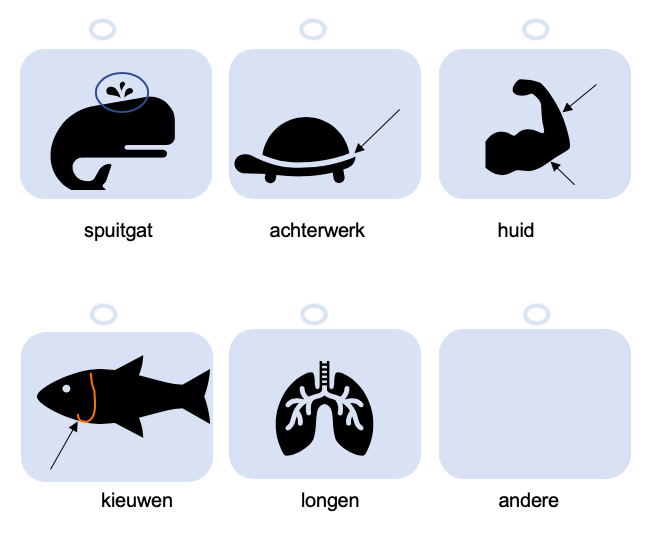 spuitgat achterwerk huid
kieuwen longen andere